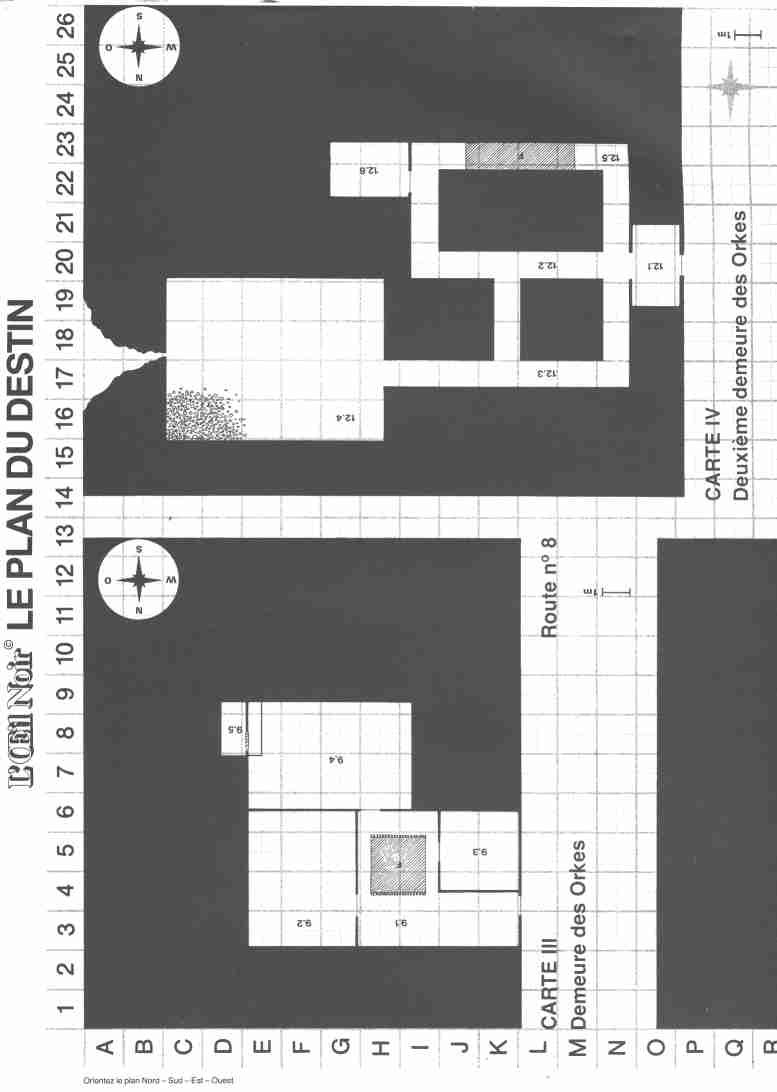 L'Œil Noir© LE PLAN DU DESTIN
1 2 3 4 5 6 7 8 9 10 11 12 13 14 15 16 17 18 19 20 21 22 23 24 25 26
A
B
C
D
E
F
G
H
I
J
K
L
M
N
O
P
Q
R
S
O
W
N
9.5
9.4
9.2
9.1
F
9.3
CARTE III
Demeure des Orkes
Route nº 8
1m
S
O
W
N
12.6
12.5
F
12.2
12.1
12.3
12.4
CARTE IV
Deuxième demeure des Orkes
1m
Orientez le plan Nord – Sud – Est – Ouest